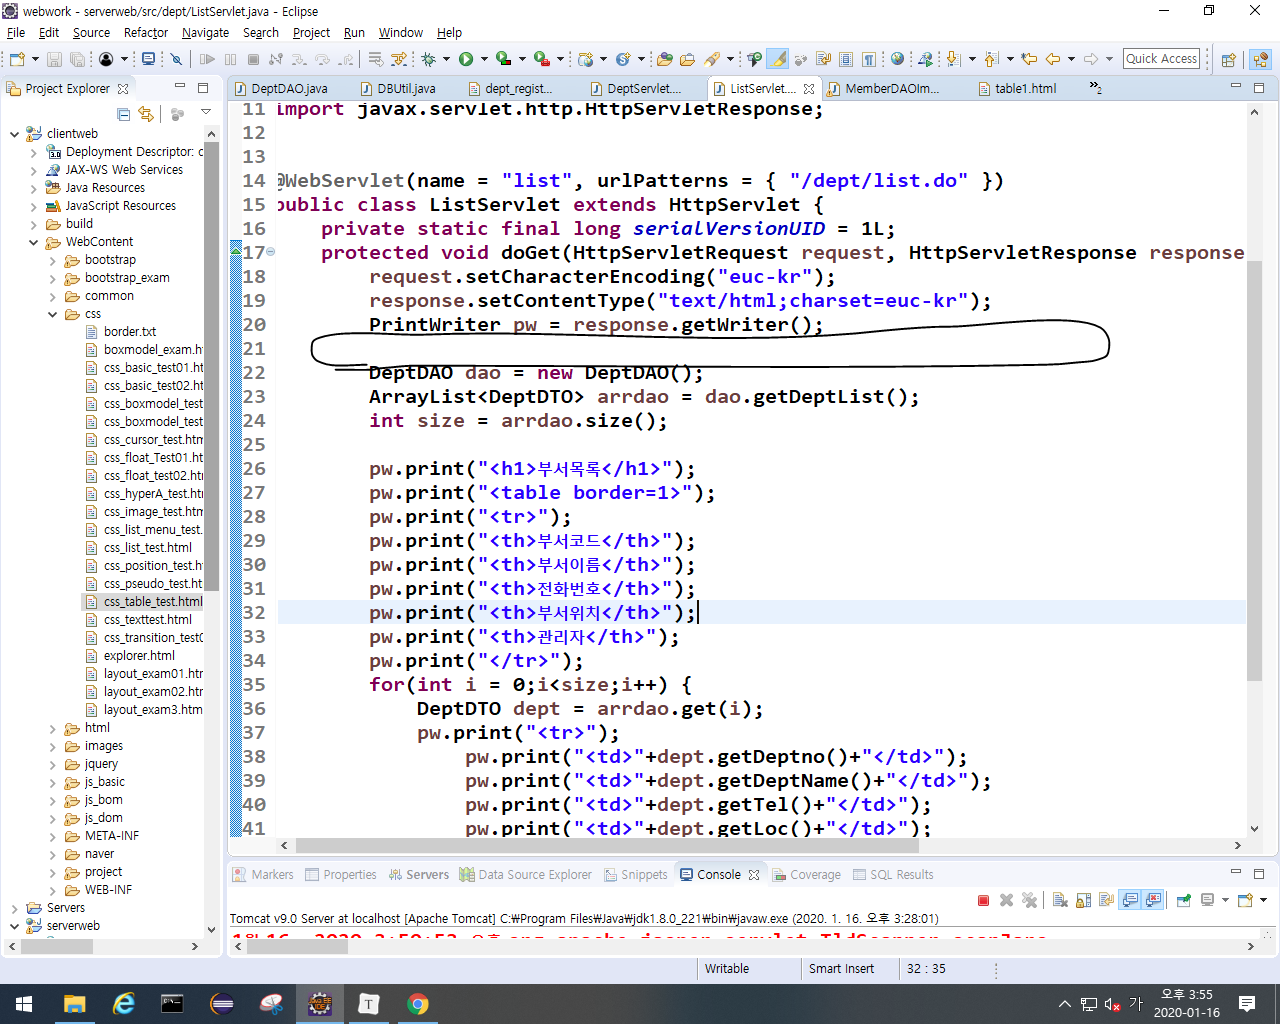 webwork - serverweb/src/dept/ListServlet.java - Eclipse
File Edit Source Refactor Navigate Search Project Run Window Help
Quick Access
Project Explorer
DeptDAO.java DBUtil.java dept_regist... DeptServlet.... ListServlet.... MemberDAOIm... table1.html »2
clientweb
Deployment Descriptor: c
JAX-WS Web Services
Java Resources
JavaScript Resources
build
WebContent
bootstrap
bootstrap_exam
common
css
border.txt
boxmodel_exam.h
css_basic_test01.ht
css_basic_test02.ht
css_boxmodel_test
css_boxmodel_test
css_cursor_test.htm
css_float_Test01.ht
css_float_test02.ht
css_hyperA_test.htm
css_image_test.htm
css_list_menu_test.
css_list_test.html
css_position_test.h
css_pseudo_test.ht
css_table_test.html
css_texttest.html
css_transition_test0
explorer.html
layout_exam01.htm
layout_exam02.htm
layout_exam3.htm
html
images
jquery
js_basic
js_bom
js_dom
META-INF
naver
project
WEB-INF
Servers
serverweb
11 import javax.servlet.http.HttpServletResponse;
12
13
14 @WebServlet(name = "list", urlPatterns = { "/dept/list.do" })
15 public class ListServlet extends HttpServlet {
16 private static final long serialVersionUID = 1L;
17 protected void doGet(HttpServletRequest request, HttpServletResponse response
18 request.setCharacterEncoding("euc-kr");
19 response.setContentType("text/html;charset=euc-kr");
20 PrintWriter pw = response.getWriter();
21
22 DeptDAO dao = new DeptDAO();
23 ArrayList<DeptDTO> arrdao = dao.getDeptList();
24 int size = arrdao.size();
25
26 pw.print("<h1>부서목록</h1>");
27 pw.print("<table border=1>");
28 pw.print("<tr>");
29 pw.print("<th>부서코드</th>");
30 pw.print("<th>부서이름</th>");
31 pw.print("<th>전화번호</th>");
32 pw.print("<th>부서위치</th>");
33 pw.print("<th>관리자</th>");
34 pw.print("</tr>");
35 for(int i = 0;i<size;i++) {
36 DeptDTO dept = arrdao.get(i);
37 pw.print("<tr>");
38 pw.print("<td>"+dept.getDeptno()+"</td>");
39 pw.print("<td>"+dept.getDeptName()+"</td>");
40 pw.print("<td>"+dept.getTel()+"</td>");
41 pw.print("<td>"+dept.getLoc()+"</td>");
Markers Properties Servers Data Source Explorer Snippets Console Coverage SQL Results
Tomcat v9.0 Server at localhost [Apache Tomcat] C:₩Program Files₩Java₩jdk1.8.0_221₩bin₩javaw.exe (2020. 1. 16. 오후 3:28:01)
Writable Smart Insert 32 : 35
가 오후 3:55
2020-01-16